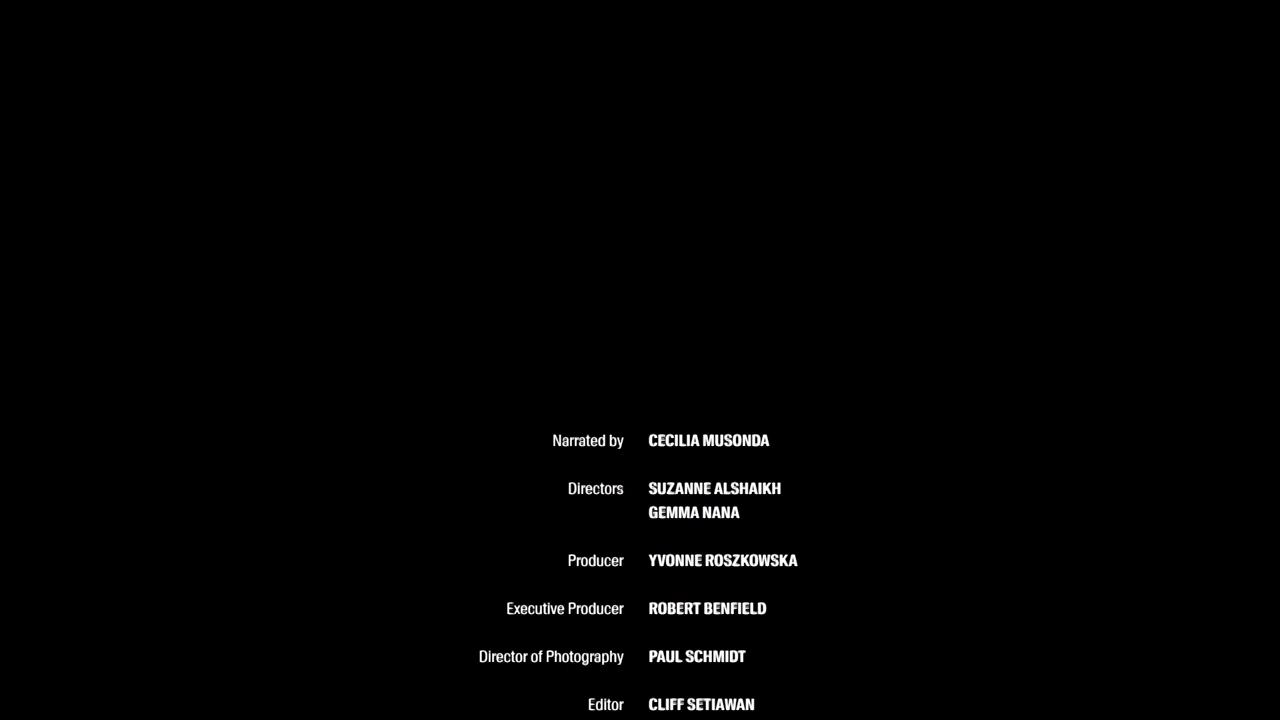 Narrated by CECILIA MUSONDA
Directors SUZANNE ALSHAIKH
GEMMA NANA
Producer YVONNE ROSZKOWSKA
Executive Producer ROBERT BENFIELD
Director of Photography PAUL SCHMIDT
Editor CLIFF SETIAWAN